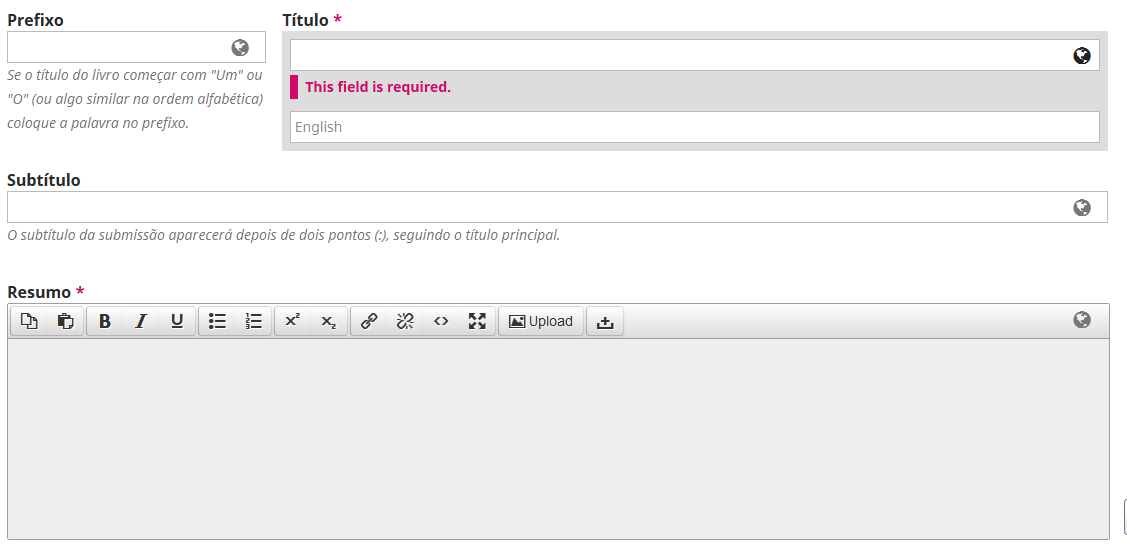 Prefixo
Título *
Se o título do livro começar com "Um" ou
"O" (ou algo similar na ordem alfabética)
coloque a palavra no prefixo.
This field is required.
English
Subtítulo
O subtítulo da submissão aparecerá depois de dois pontos (:), seguindo o título principal.
Resumo *
B I U x² x₂ Upload